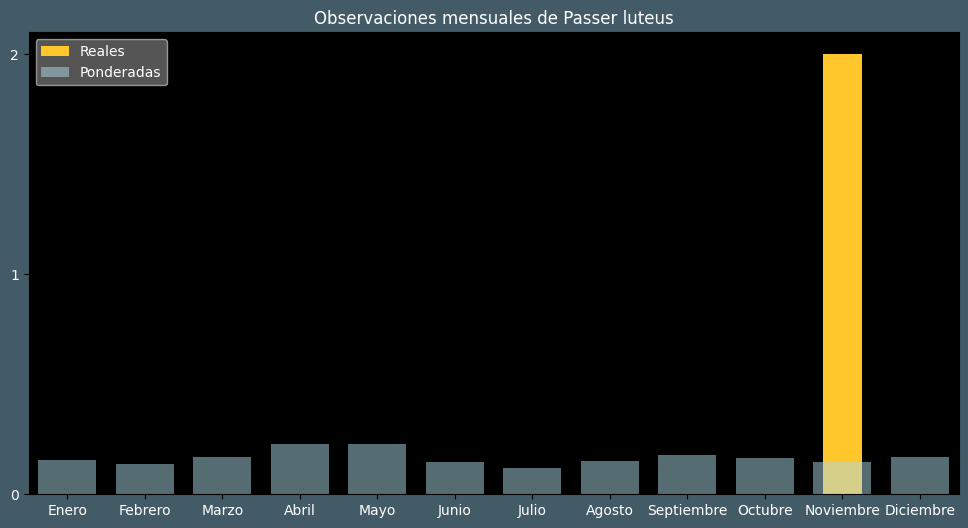 Observaciones mensuales de Passer luteus
Reales
Ponderadas
2
1
0
Enero Febrero Marzo Abril Mayo Junio Julio Agosto Septiembre Octubre Noviembre Diciembre